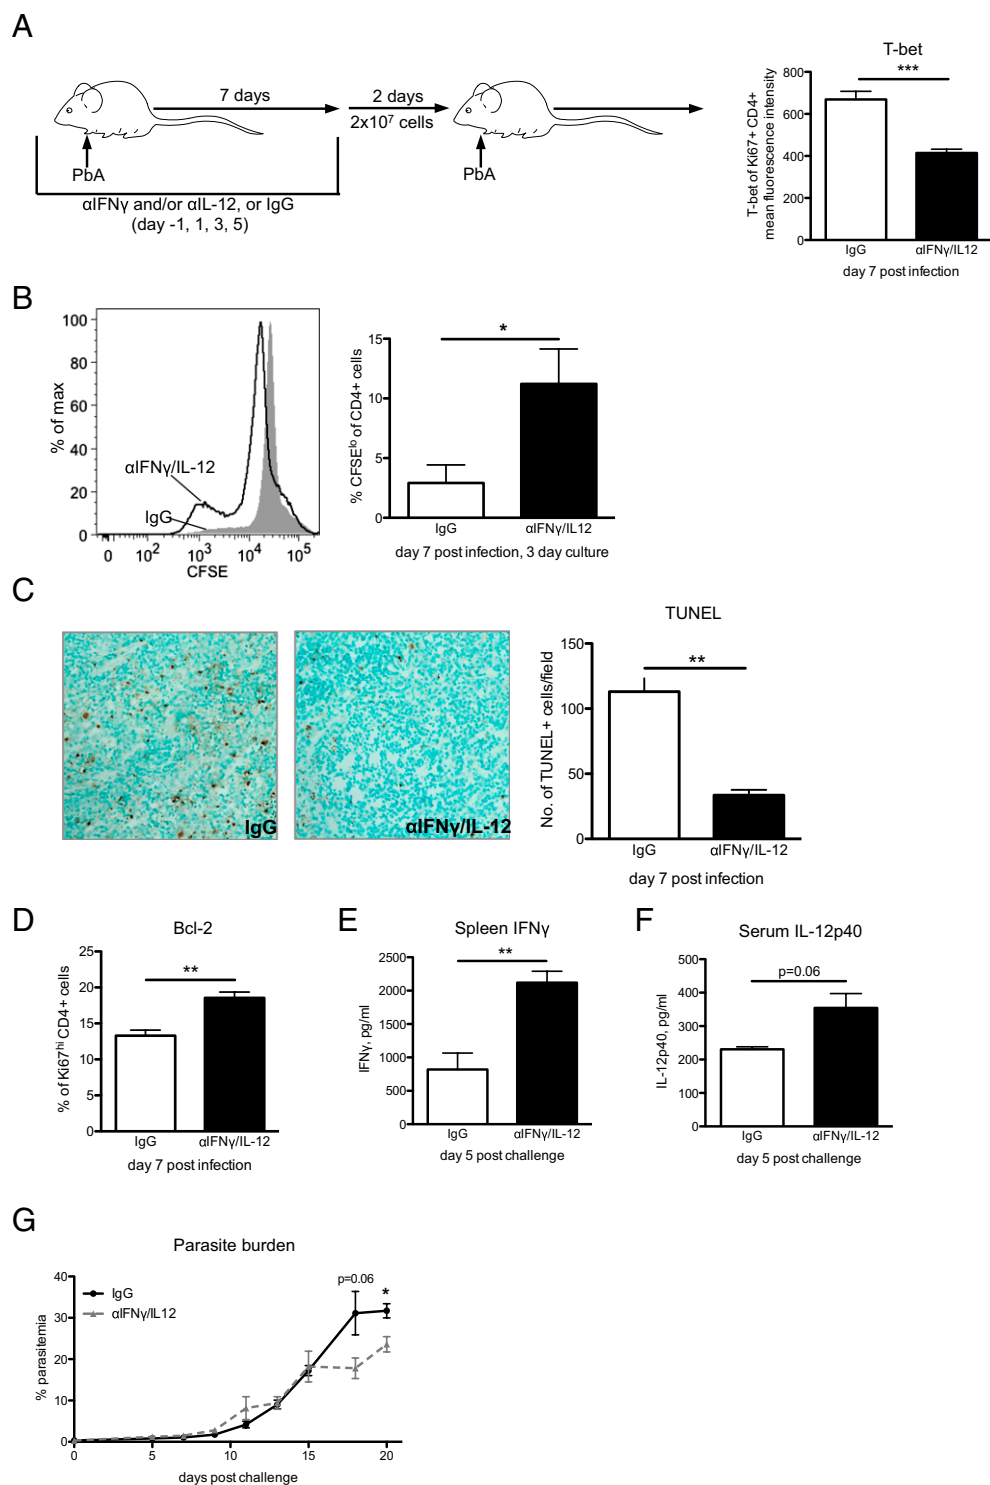 A
7 days
2 days
2x10⁷ cells
PbA
PbA
αIFNγ and/or αIL-12, or IgG
(day -1, 1, 3, 5)
T-bet
***
T-bet of Ki67+ CD4+
mean fluorescence intensity
800
600
400
200
0
IgG
αIFNγ/IL12
day 7 post infection
B
% of max
100
80
60
40
20
0
αIFNγ/IL-12
IgG
0
10²
10³
10⁴
10⁵
CFSE
% CFSEˡᵒ of CD4+ cells
15
10
5
0
*
IgG
αIFNγ/IL12
day 7 post infection, 3 day culture
C
IgG
αIFNγ/IL-12
TUNEL
No. of TUNEL+ cells/field
150
100
50
0
**
IgG
αIFNγ/IL-12
day 7 post infection
D
Bcl-2
% of Ki67ʰⁱ CD4+ cells
25
20
15
10
5
0
**
IgG
αIFNγ/IL-12
day 7 post infection
E
Spleen IFNγ
IFNγ, pg/ml
2500
2000
1500
1000
500
0
**
IgG
αIFNγ/IL-12
day 5 post challenge
F
Serum IL-12p40
IL-12p40, pg/ml
500
400
300
200
100
0
p=0.06
IgG
αIFNγ/IL-12
day 5 post challenge
G
Parasite burden
% parasitemia
40
30
20
10
0
IgG
αIFNγ/IL12
p=0.06
*
0
5
10
15
20
days post challenge